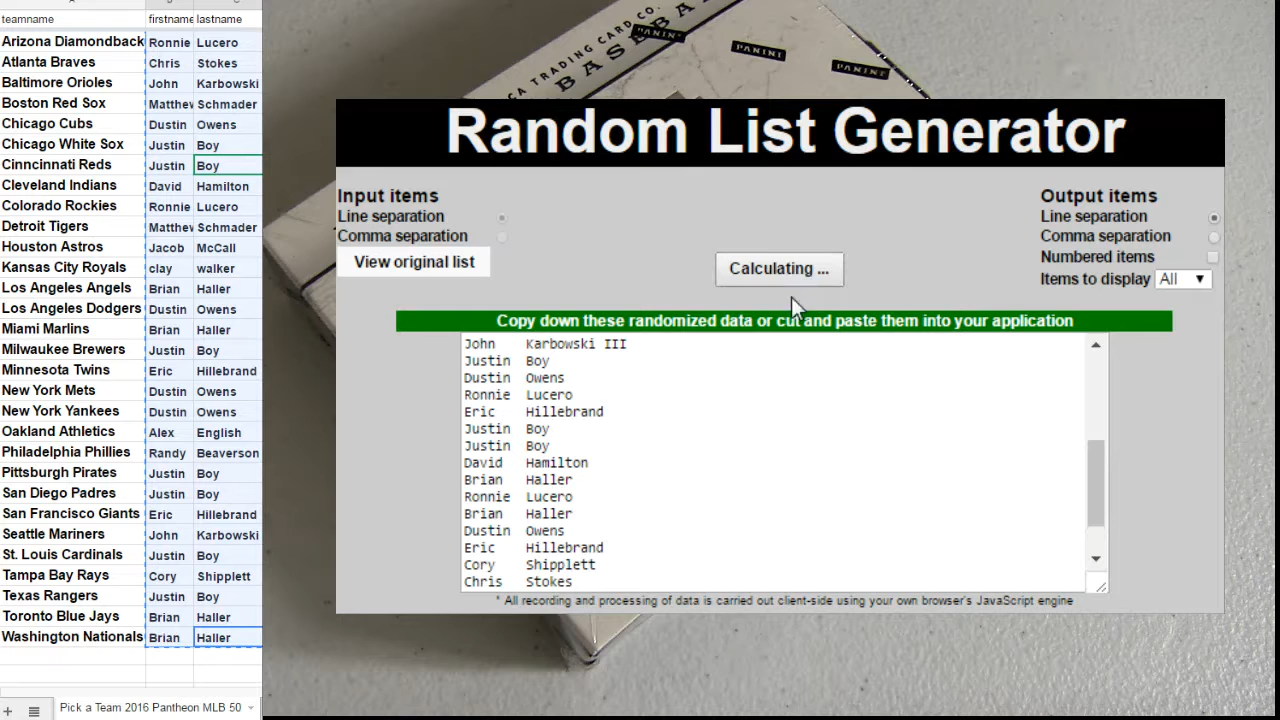 teamname firstname lastname
Arizona Diamondback Ronnie Lucero
Atlanta Braves Chris Stokes
Baltimore Orioles John Karbowski
Boston Red Sox Matthew Schmader
Chicago Cubs Dustin Owens
Chicago White Sox Justin Boy
Cinncinnati Reds Justin Boy
Cleveland Indians David Hamilton
Colorado Rockies Ronnie Lucero
Detroit Tigers Matthew Schmader
Houston Astros Jacob McCall
Kansas City Royals clay walker
Los Angeles Angels Brian Haller
Los Angeles Dodgers Dustin Owens
Miami Marlins Brian Haller
Milwaukee Brewers Justin Boy
Minnesota Twins Eric Hillebrand
New York Mets Dustin Owens
New York Yankees Dustin Owens
Oakland Athletics Alex English
Philadelphia Phillies Randy Beaverson
Pittsburgh Pirates Justin Boy
San Diego Padres Justin Boy
San Francisco Giants Eric Hillebrand
Seattle Mariners John Karbowski
St. Louis Cardinals Justin Boy
Tampa Bay Rays Cory Shipplett
Texas Rangers Justin Boy
Toronto Blue Jays Brian Haller
Washington Nationals Brian Haller
Pick a Team 2016 Pantheon MLB 50
CA TRADING CARD CO.
BASEBA
PANINI
PANINI
PANINI
Random List Generator
Input items
Line separation
Comma separation
View original list
Calculating ...
Output items
Line separation
Comma separation
Numbered items
Items to display All
Copy down these randomized data or cut and paste them into your application
John Karbowski III
Justin Boy
Dustin Owens
Ronnie Lucero
Eric Hillebrand
Justin Boy
Justin Boy
David Hamilton
Brian Haller
Ronnie Lucero
Brian Haller
Dustin Owens
Eric Hillebrand
Cory Shipplett
Chris Stokes
* All recording and processing of data is carried out client-side using your own browser's JavaScript engine